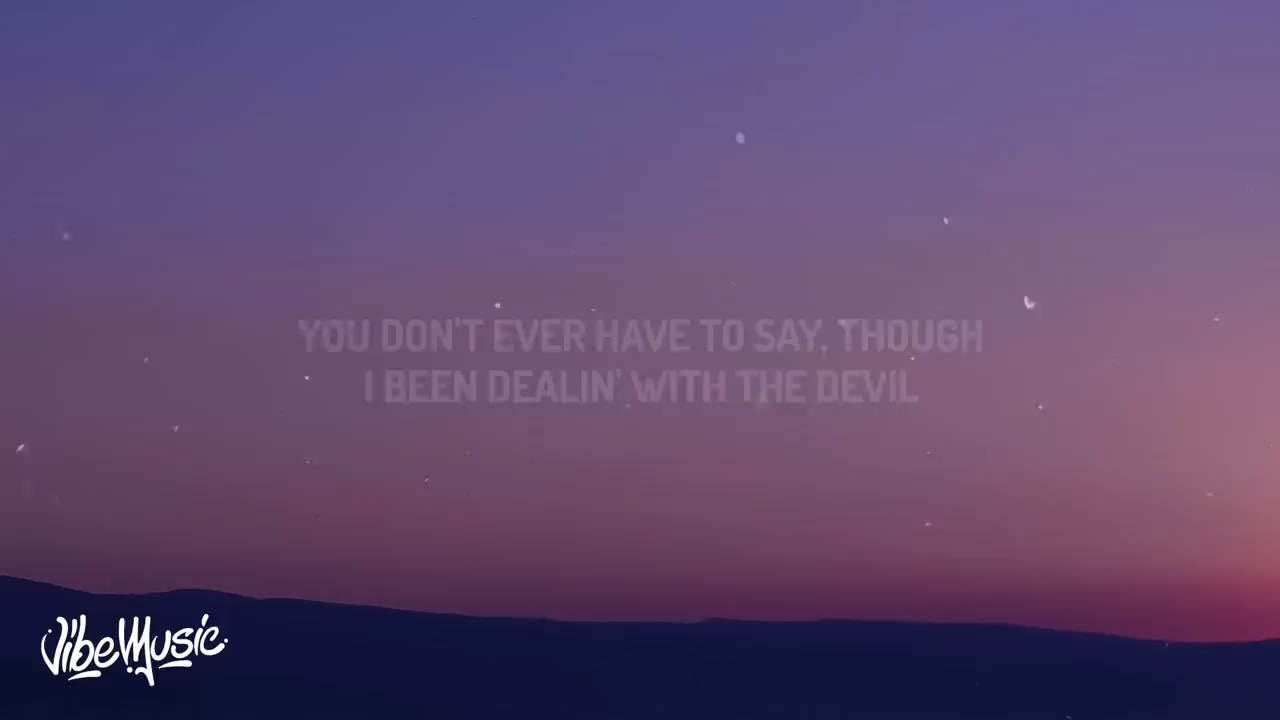 YOU DON'T EVER HAVE TO SAY, THOUGH
I BEEN DEALIN' WITH THE DEVIL
VibeMusic